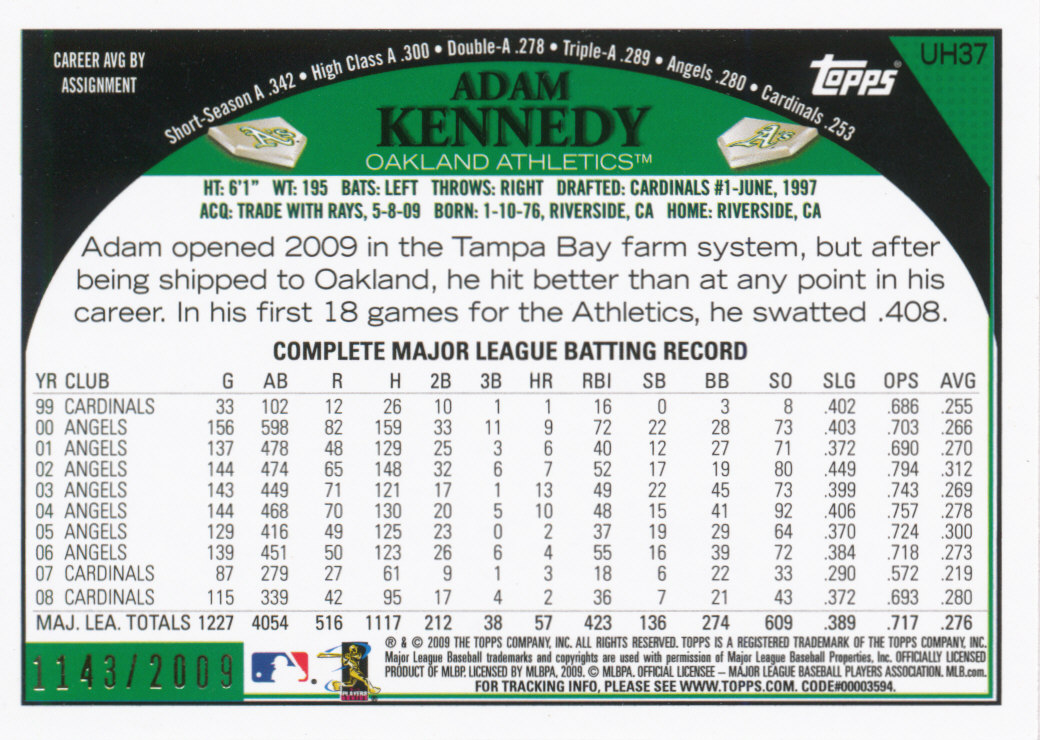 CAREER AVG BY
ASSIGNMENT
Short-Season A .342 • High Class A .300 • Double-A .278 • Triple-A .289 • Angels .280 • Cardinals .253
topps®
UH37
ADAM
KENNEDY
OAKLAND ATHLETICS™
A's
A's
HT: 6'1" WT: 195 BATS: LEFT THROWS: RIGHT DRAFTED: CARDINALS #1-JUNE, 1997
ACQ: TRADE WITH RAYS, 5-8-09 BORN: 1-10-76, RIVERSIDE, CA HOME: RIVERSIDE, CA
Adam opened 2009 in the Tampa Bay farm system, but after
being shipped to Oakland, he hit better than at any point in his
career. In his first 18 games for the Athletics, he swatted .408.
COMPLETE MAJOR LEAGUE BATTING RECORD
YR CLUB G AB R H 2B 3B HR RBI SB BB SO SLG OPS AVG
99 CARDINALS 33 102 12 26 10 1 1 16 0 3 8 .402 .686 .255
00 ANGELS 156 598 82 159 33 11 9 72 22 28 73 .403 .703 .266
01 ANGELS 137 478 48 129 25 3 6 40 12 27 71 .372 .690 .270
02 ANGELS 144 474 65 148 32 6 7 52 17 19 80 .449 .794 .312
03 ANGELS 143 449 71 121 17 1 13 49 22 45 73 .399 .743 .269
04 ANGELS 144 468 70 130 20 5 10 48 15 41 92 .406 .757 .278
05 ANGELS 129 416 49 125 23 0 2 37 19 29 64 .370 .724 .300
06 ANGELS 139 451 50 123 26 6 4 55 16 39 72 .384 .718 .273
07 CARDINALS 87 279 27 61 9 1 3 18 6 22 33 .290 .572 .219
08 CARDINALS 115 339 42 95 17 4 2 36 7 21 43 .372 .693 .280
MAJ. LEA. TOTALS 1227 4054 516 1117 212 38 57 423 136 274 609 .389 .717 .276
1143/2009
PLAYERS
® & © 2009 THE TOPPS COMPANY, INC. ALL RIGHTS RESERVED. TOPPS IS A REGISTERED TRADEMARK OF THE TOPPS COMPANY, INC.
Major League Baseball trademarks and copyrights are used with permission of Major League Baseball Properties, Inc. OFFICIALLY LICENSED
PRODUCT OF MLBP. LICENSED BY MLBPA, 2009. © MLBPA. OFFICIAL LICENSEE – MAJOR LEAGUE BASEBALL PLAYERS ASSOCIATION. MLB.com.
FOR TRACKING INFO, PLEASE SEE WWW.TOPPS.COM. CODE#00003594.